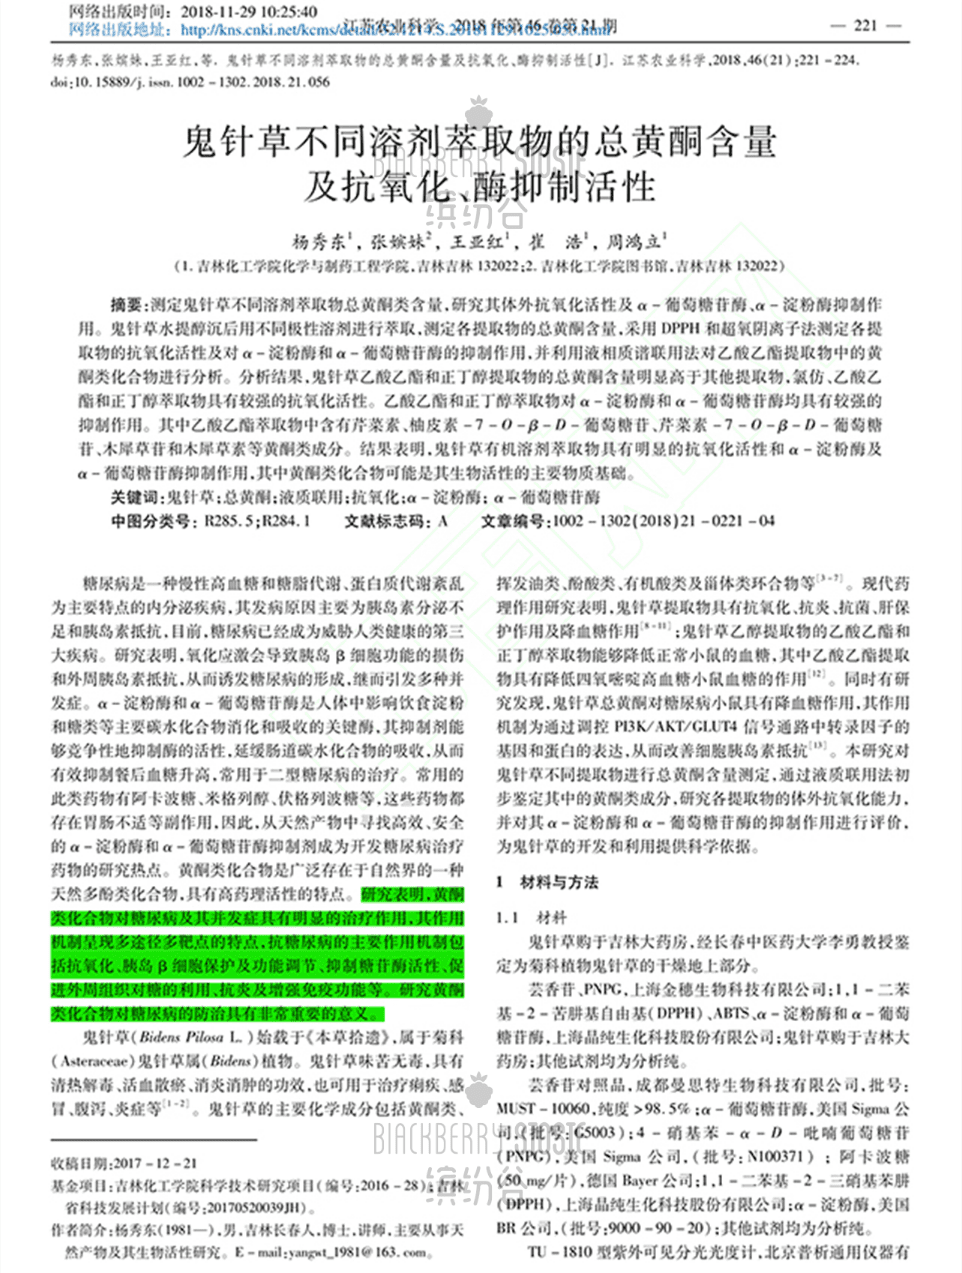 网络出版时间：2018-11-29 10:25:40
江苏农业科学　2018 年第 46 卷第 21 期
— 221 —
杨秀东,张嫔妹,王亚红,等. 鬼针草不同溶剂萃取物的总黄酮含量及抗氧化、酶抑制活性[J]. 江苏农业科学,2018,46(21):221-224.
doi:10.15889/j.issn.1002-1302.2018.21.056
鬼针草不同溶剂萃取物的总黄酮含量
及抗氧化、酶抑制活性
BLACKBERRY STOSIE
缤纷谷
杨秀东¹, 张嫔妹², 王亚红¹, 崔　浩¹, 周鸿立¹
(1. 吉林化工学院化学与制药工程学院,吉林吉林 132022;2. 吉林化工学院图书馆,吉林吉林 132022)
摘要:测定鬼针草不同溶剂萃取物总黄酮类含量,研究其体外抗氧化活性及 α-葡萄糖苷酶、α-淀粉酶抑制作
用。鬼针草水提醇沉后用不同极性溶剂进行萃取,测定各提取物的总黄酮含量,采用 DPPH 和超氧阴离子法测定各提
取物的抗氧化活性及对 α-淀粉酶和 α-葡萄糖苷酶的抑制作用,并利用液相质谱联用法对乙酸乙酯提取物中的黄
酮类化合物进行分析。分析结果,鬼针草乙酸乙酯和正丁醇提取物的总黄酮含量明显高于其他提取物,氯仿、乙酸乙
酯和正丁醇萃取物具有较强的抗氧化活性。乙酸乙酯和正丁醇萃取物对 α-淀粉酶和 α-葡萄糖苷酶均具有较强的
抑制作用。其中乙酸乙酯萃取物中含有芹菜素、柚皮素-7-O-β-D-葡萄糖苷、芹菜素-7-O-β-D-葡萄糖
苷、木犀草苷和木犀草素等黄酮类成分。结果表明,鬼针草有机溶剂萃取物具有明显的抗氧化活性和 α-淀粉酶及
α-葡萄糖苷酶抑制作用,其中黄酮类化合物可能是其生物活性的主要物质基础。
关键词:鬼针草;总黄酮;液质联用;抗氧化;α-淀粉酶; α-葡萄糖苷酶
中图分类号: R285.5;R284.1　　文献标志码: A　　文章编号:1002-1302(2018)21-0221-04
糖尿病是一种慢性高血糖和糖脂代谢、蛋白质代谢紊乱
为主要特点的内分泌疾病,其发病原因主要为胰岛素分泌不
足和胰岛素抵抗,目前,糖尿病已经成为威胁人类健康的第三
大疾病。研究表明,氧化应激会导致胰岛 β 细胞功能的损伤
和外周胰岛素抵抗,从而诱发糖尿病的形成,继而引发多种并
发症。α-淀粉酶和 α-葡萄糖苷酶是人体中影响饮食淀粉
和糖类等主要碳水化合物消化和吸收的关键酶,其抑制剂能
够竞争性地抑制酶的活性,延缓肠道碳水化合物的吸收,从而
有效抑制餐后血糖升高,常用于二型糖尿病的治疗。常用的
此类药物有阿卡波糖、米格列醇、伏格列波糖等,这些药物都
存在胃肠不适等副作用,因此,从天然产物中寻找高效、安全
的 α-淀粉酶和 α-葡萄糖苷酶抑制剂成为开发糖尿病治疗
药物的研究热点。黄酮类化合物是广泛存在于自然界的一种
天然多酚类化合物,具有高药理活性的特点。研究表明,黄酮
类化合物对糖尿病及其并发症具有明显的治疗作用,其作用
机制呈现多途径多靶点的特点,抗糖尿病的主要作用机制包
括抗氧化、胰岛 β 细胞保护及功能调节、抑制糖苷酶活性、促
进外周组织对糖的利用、抗炎及增强免疫功能等。研究黄酮
类化合物对糖尿病的防治具有非常重要的意义。
鬼针草(Bidens Pilosa L.)始载于《本草拾遗》,属于菊科
(Asteraceae)鬼针草属(Bidens)植物。鬼针草味苦无毒,具有
清热解毒、活血散瘀、消炎消肿的功效,也可用于治疗痢疾、感
冒、腹泻、炎症等[1-2]。鬼针草的主要化学成分包括黄酮类、
收稿日期:2017-12-21
基金项目:吉林化工学院科学技术研究项目(编号:2016-28);吉林
省科技发展计划(编号:20170520039JH)。
作者简介:杨秀东(1981—),男,吉林长春人,博士,讲师,主要从事天
然产物及其生物活性研究。E-mail:yangwt_1981@163.com。
挥发油类、酚酸类、有机酸类及甾体类环合物等[3-7]。现代药
理作用研究表明,鬼针草提取物具有抗氧化、抗炎、抗菌、肝保
护作用及降血糖作用[8-11];鬼针草乙醇提取物的乙酸乙酯和
正丁醇萃取物能够降低正常小鼠的血糖,其中乙酸乙酯提取
物具有降低四氧嘧啶高血糖小鼠血糖的作用[12]。同时有研
究发现,鬼针草总黄酮对糖尿病小鼠具有降血糖作用,其作用
机制为通过调控 PI3K/AKT/GLUT4 信号通路中转录因子的
基因和蛋白的表达,从而改善细胞胰岛素抵抗[13]。本研究对
鬼针草不同提取物进行总黄酮含量测定,通过液质联用法初
步鉴定其中的黄酮类成分,研究各提取物的体外抗氧化能力,
并对其 α-淀粉酶和 α-葡萄糖苷酶的抑制作用进行评价,
为鬼针草的开发和利用提供科学依据。
1　材料与方法
1.1　材料
鬼针草购于吉林大药房,经长春中医药大学李勇教授鉴
定为菊科植物鬼针草的干燥地上部分。
芸香苷、PNPG,上海金穗生物科技有限公司;1,1-二苯
基-2-苦肼基自由基(DPPH)、ABTS、α-淀粉酶和 α-葡萄
糖苷酶,上海晶纯生化科技股份有限公司;鬼针草购于吉林大
药房;其他试剂均为分析纯。
芸香苷对照品,成都曼思特生物科技有限公司,批号:
MUST-10060,纯度>98.5%;α-葡萄糖苷酶,美国 Sigma 公
司,(批号:G5003);4-硝基苯-α-D-吡喃葡萄糖苷
(PNPG),美国 Sigma 公司,(批号:N100371);阿卡波糖
(50 mg/片),德国 Bayer 公司;1,1-二苯基-2-三硝基苯肼
(DPPH),上海晶纯生化科技股份有限公司;α-淀粉酶,美国
BR 公司,(批号:9000-90-20);其他试剂均为分析纯。
TU-1810 型紫外可见分光光度计,北京普析通用仪器有
BLACKBERRY STOSIE
缤纷谷